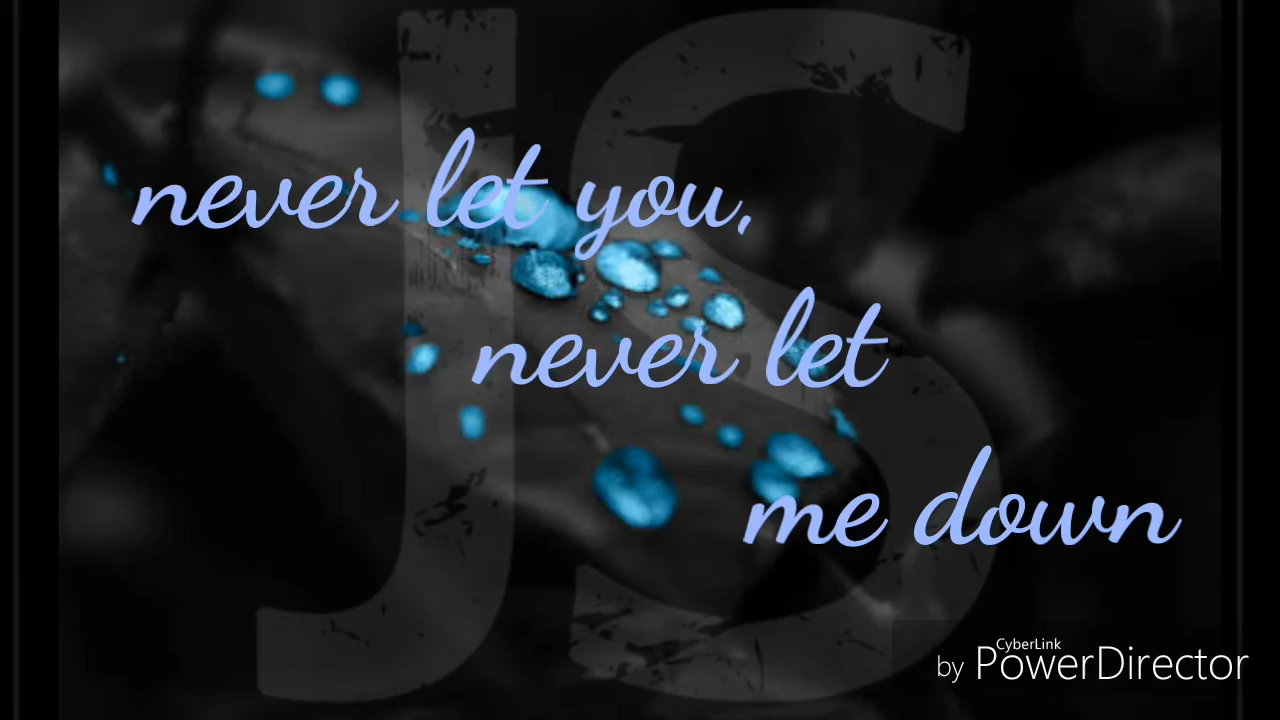 JS
never let you,
never let
me down
CyberLink
by PowerDirector